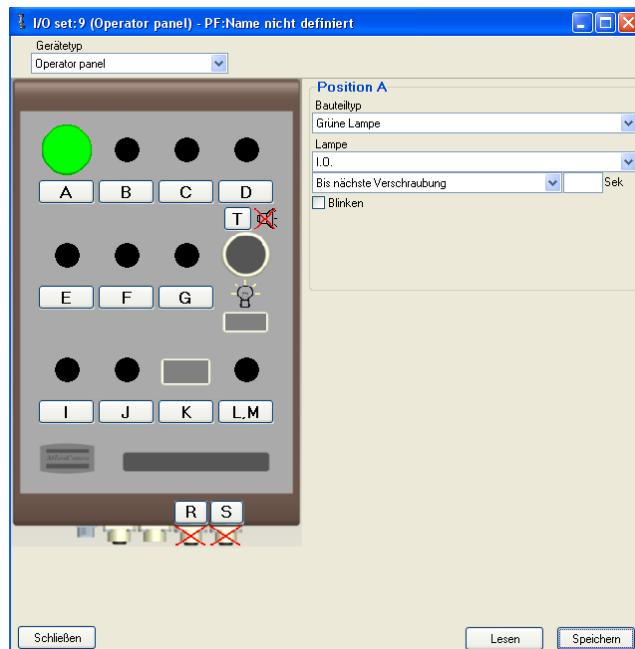 I/O set:9 (Operator panel) - PF:Name nicht definiert
Gerätetyp
Operator panel
A B C D
T
E F G
I J K L,M
R S
Position A
Bauteiltyp
Grüne Lampe
Lampe
I.O.
Bis nächste Verschraubung Sek
Blinken
Schließen Lesen Speichern